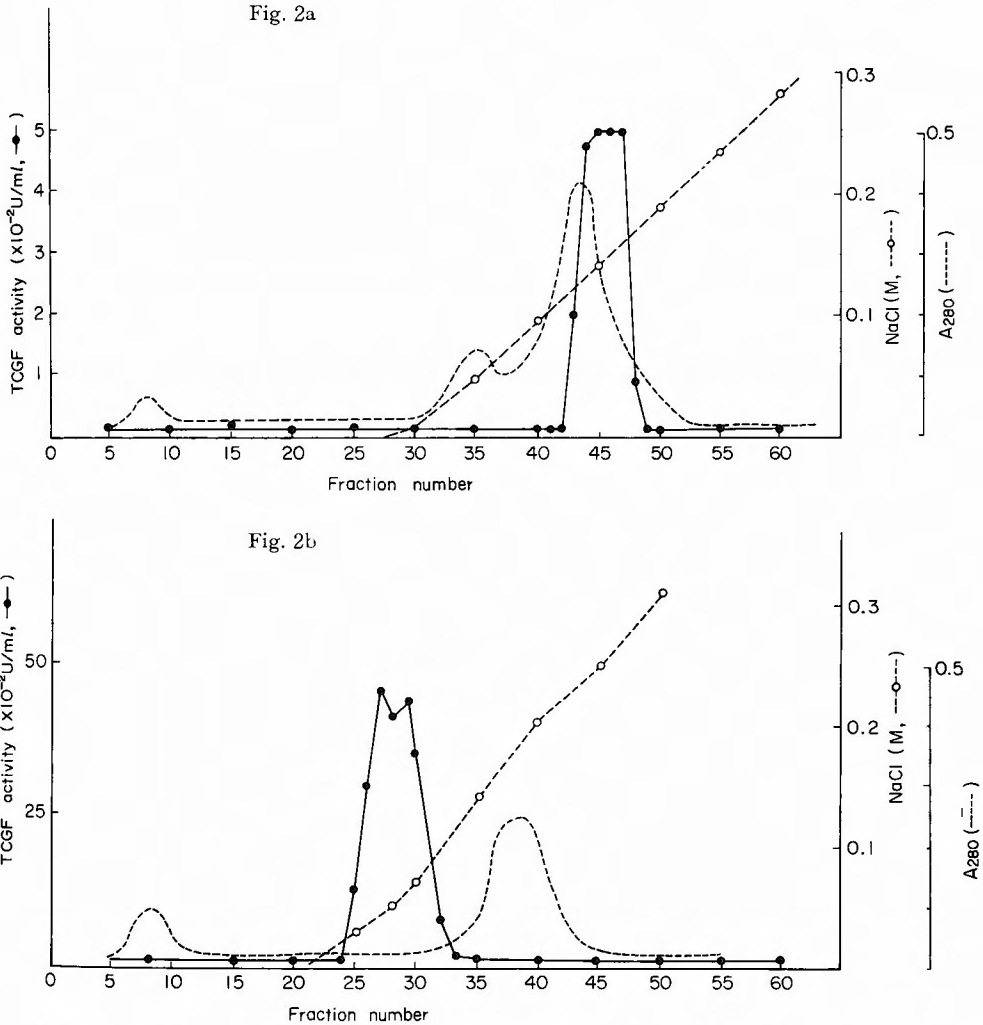 Fig. 2a
TCGF activity (×10⁻²U/ml, —●—)
5
4
3
2
1
0.3
0.2
0.1
NaCl (M, ---o---)
0.5
A280 (------)
0 5 10 15 20 25 30 35 40 45 50 55 60
Fraction number
Fig. 2b
TCGF activity (×10⁻²U/ml, —●—)
50
25
0.3
0.2
0.1
NaCl (M, ---o---)
0.5
A280 (------)
0 5 10 15 20 25 30 35 40 45 50 55 60
Fraction number